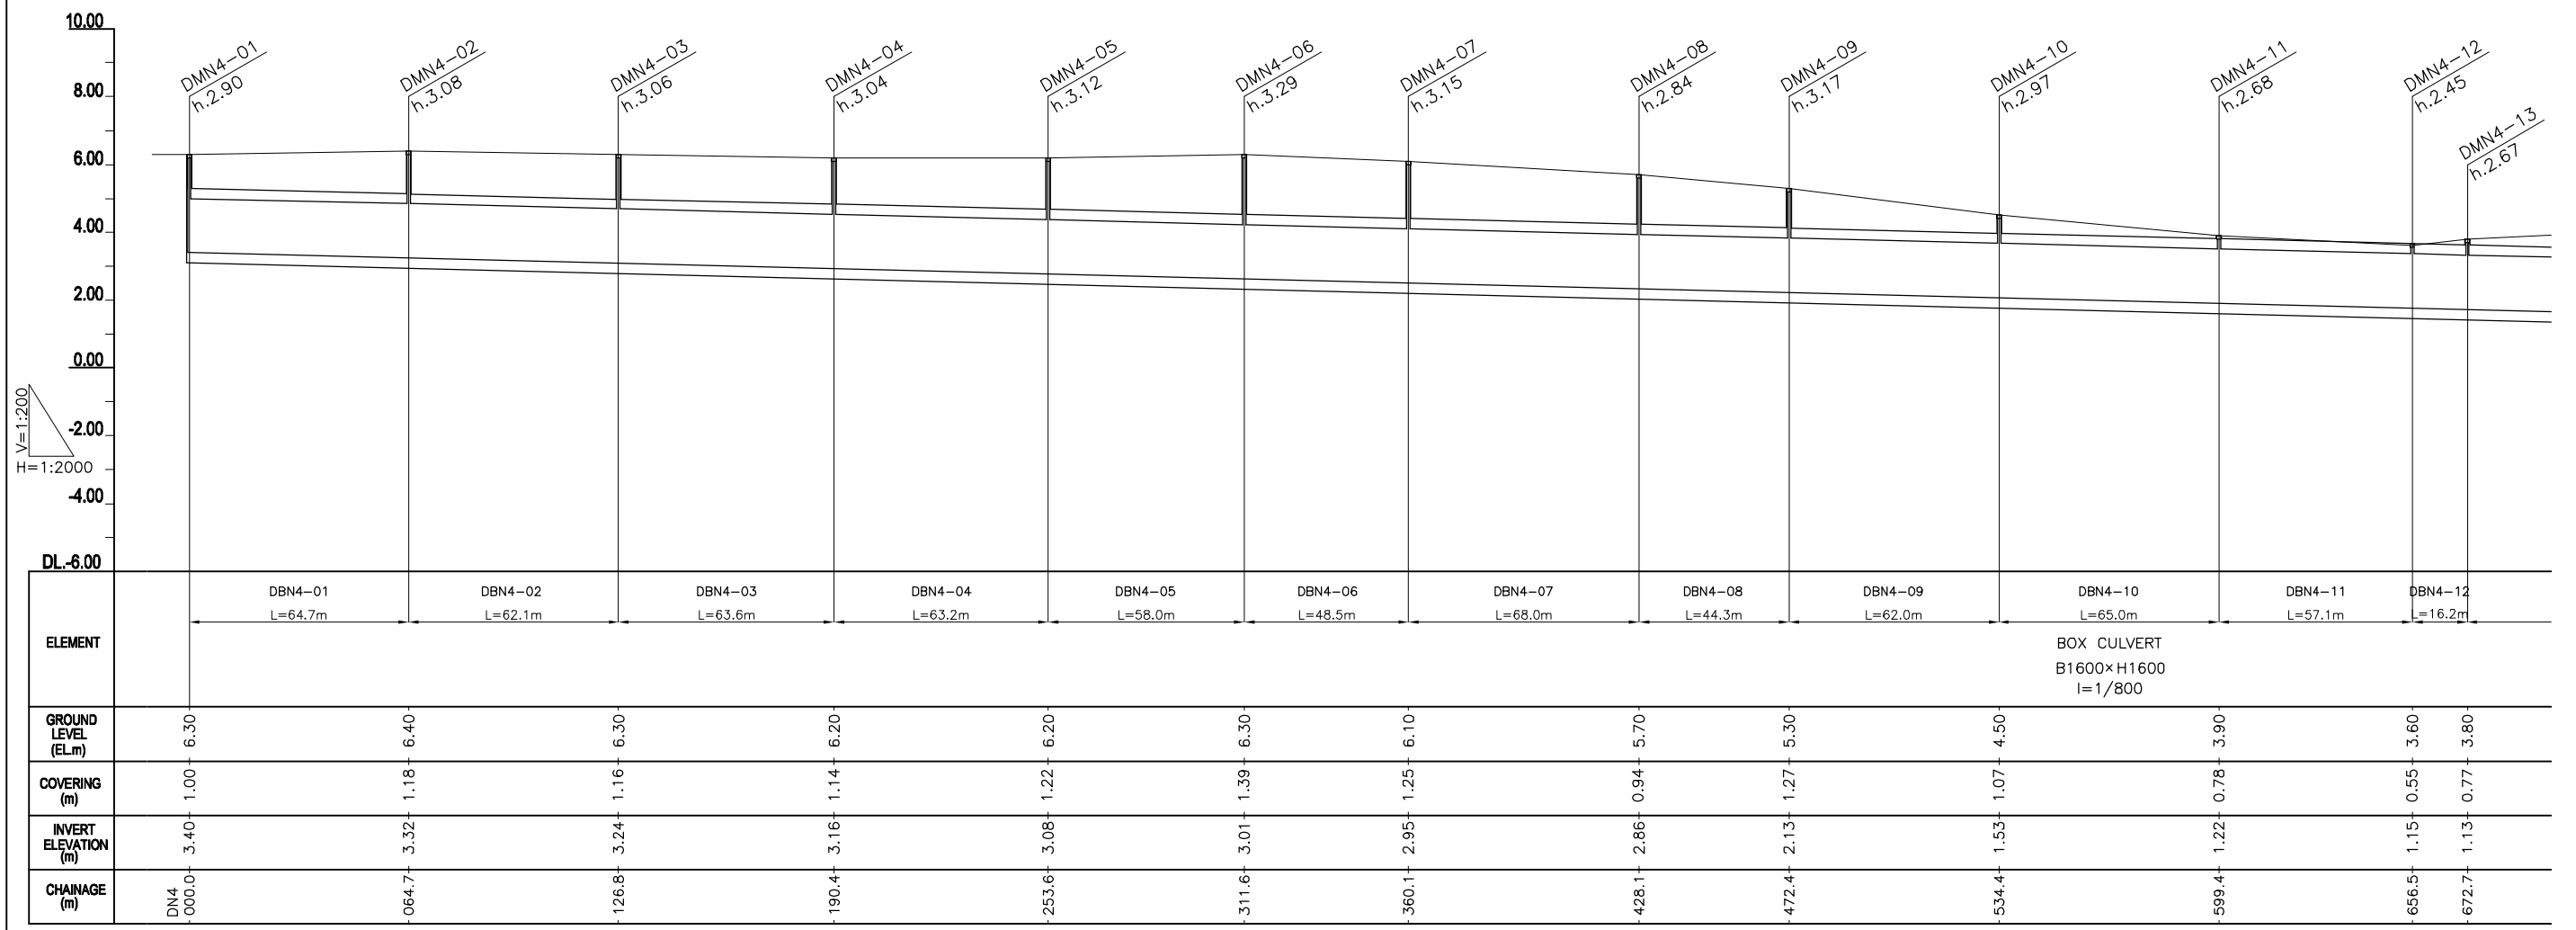 10.00
8.00
6.00
4.00
2.00
0.00
-2.00
-4.00
DL.-6.00
V=1:200
H=1:2000
DMN4-01
h.2.90
DMN4-02
h.3.08
DMN4-03
h.3.06
DMN4-04
h.3.04
DMN4-05
h.3.12
DMN4-06
h.3.29
DMN4-07
h.3.15
DMN4-08
h.2.84
DMN4-09
h.3.17
DMN4-10
h.2.97
DMN4-11
h.2.68
DMN4-12
h.2.45
DMN4-13
h.2.67
ELEMENT
DBN4-01
L=64.7m
DBN4-02
L=62.1m
DBN4-03
L=63.6m
DBN4-04
L=63.2m
DBN4-05
L=58.0m
DBN4-06
L=48.5m
DBN4-07
L=68.0m
DBN4-08
L=44.3m
DBN4-09
L=62.0m
DBN4-10
L=65.0m
DBN4-11
L=57.1m
DBN4-12
L=16.2m
BOX CULVERT
B1600×H1600
I=1/800
GROUND
LEVEL
(EL.m)
6.30 6.40 6.30 6.20 6.20 6.30 6.10 5.70 5.30 4.50 3.90 3.60 3.80
COVERING
(m)
1.00 1.18 1.16 1.14 1.22 1.39 1.25 0.94 1.27 1.07 0.78 0.55 0.77
INVERT
ELEVATION
(m)
3.40 3.32 3.24 3.16 3.08 3.01 2.95 2.86 2.13 1.53 1.22 1.15 1.13
CHAINAGE
(m)
DN4
000.0 064.7 126.8 190.4 253.6 311.6 360.1 428.1 472.4 534.4 599.4 656.5 672.7